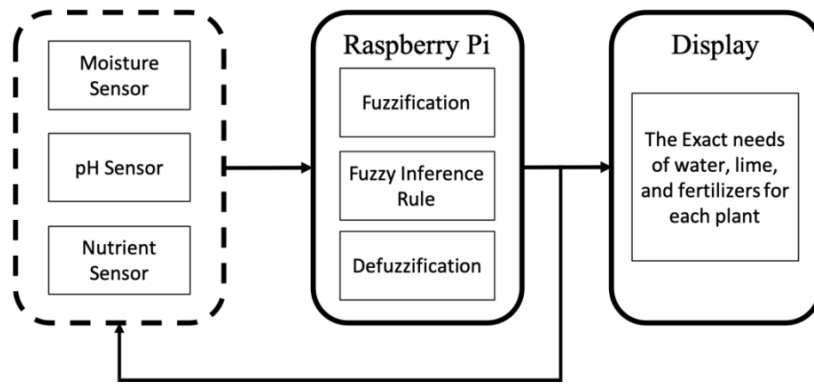 Moisture
Sensor
pH Sensor
Nutrient
Sensor
Raspberry Pi
Fuzzification
Fuzzy Inference
Rule
Defuzzification
Display
The Exact needs
of water, lime,
and fertilizers for
each plant